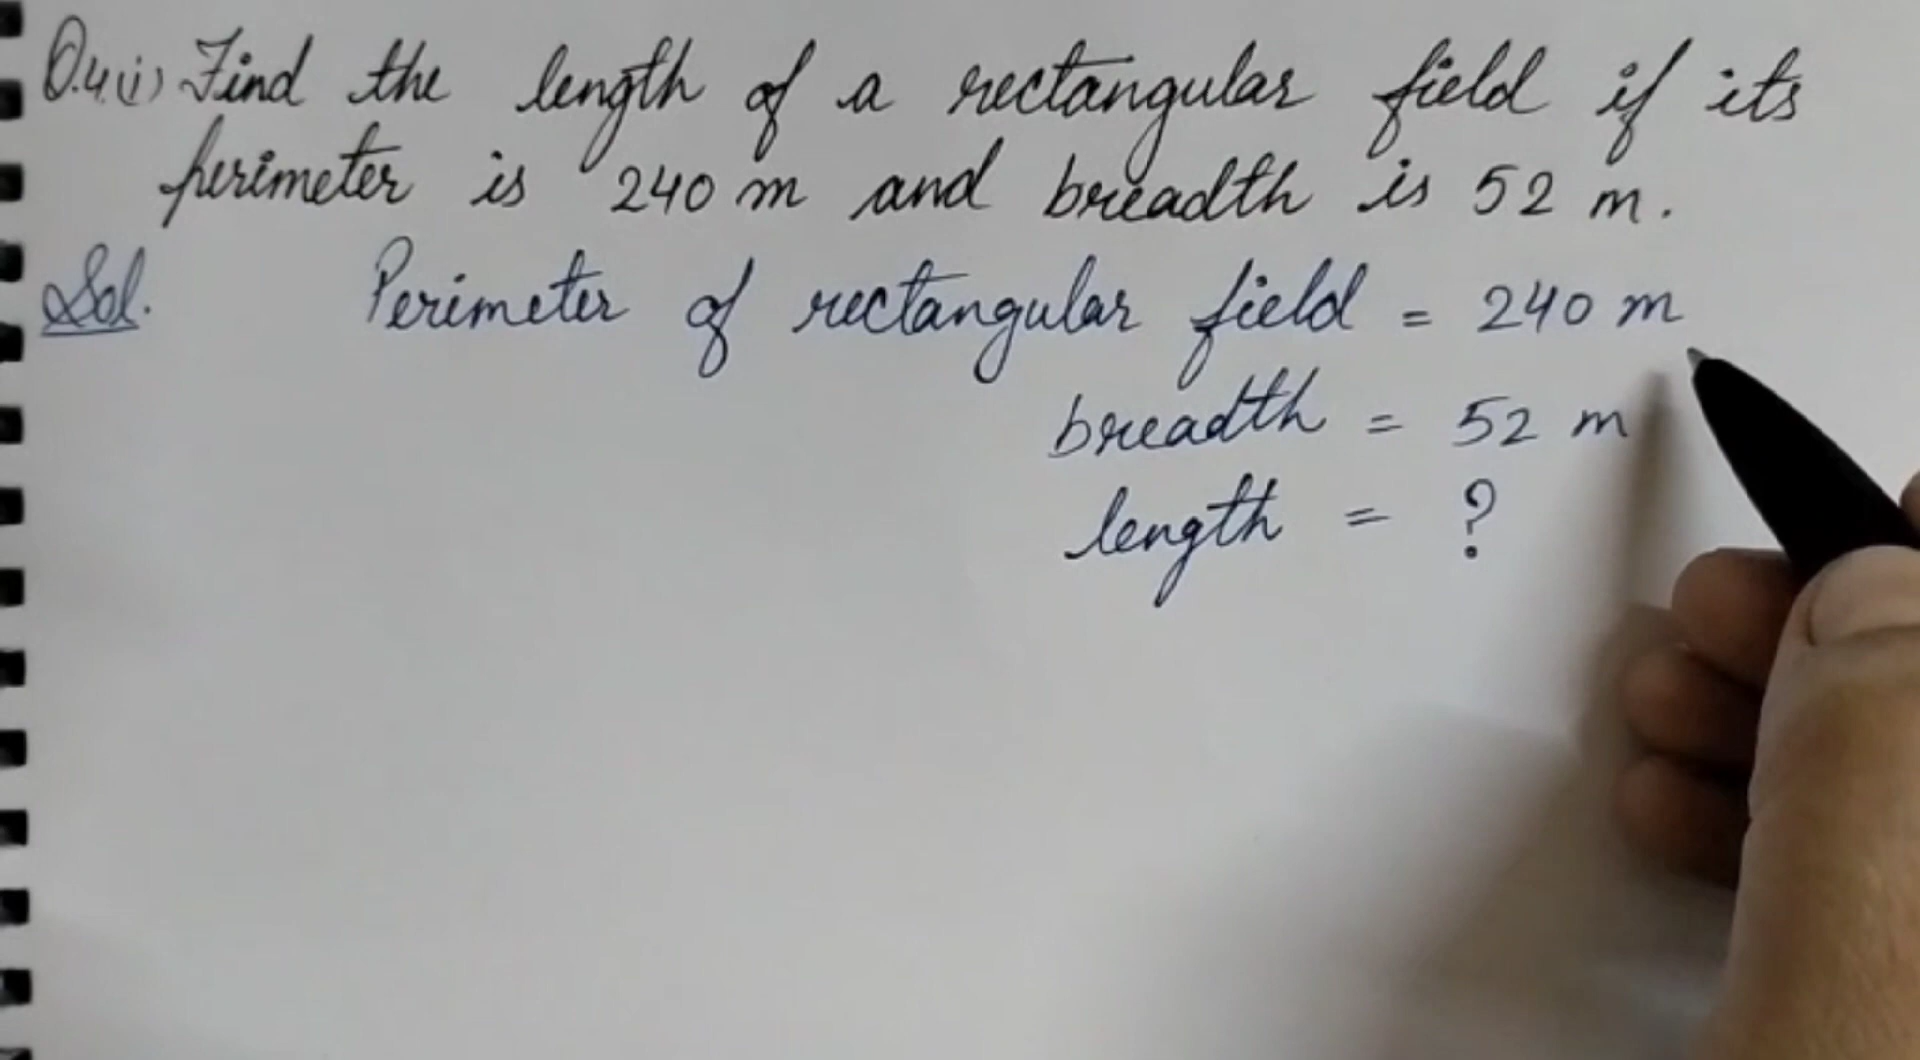 Q.4(i) Find the length of a rectangular field if its
perimeter is 240 m and breadth is 52 m.
Sol. Perimeter of rectangular field = 240 m
breadth = 52 m
length = ?